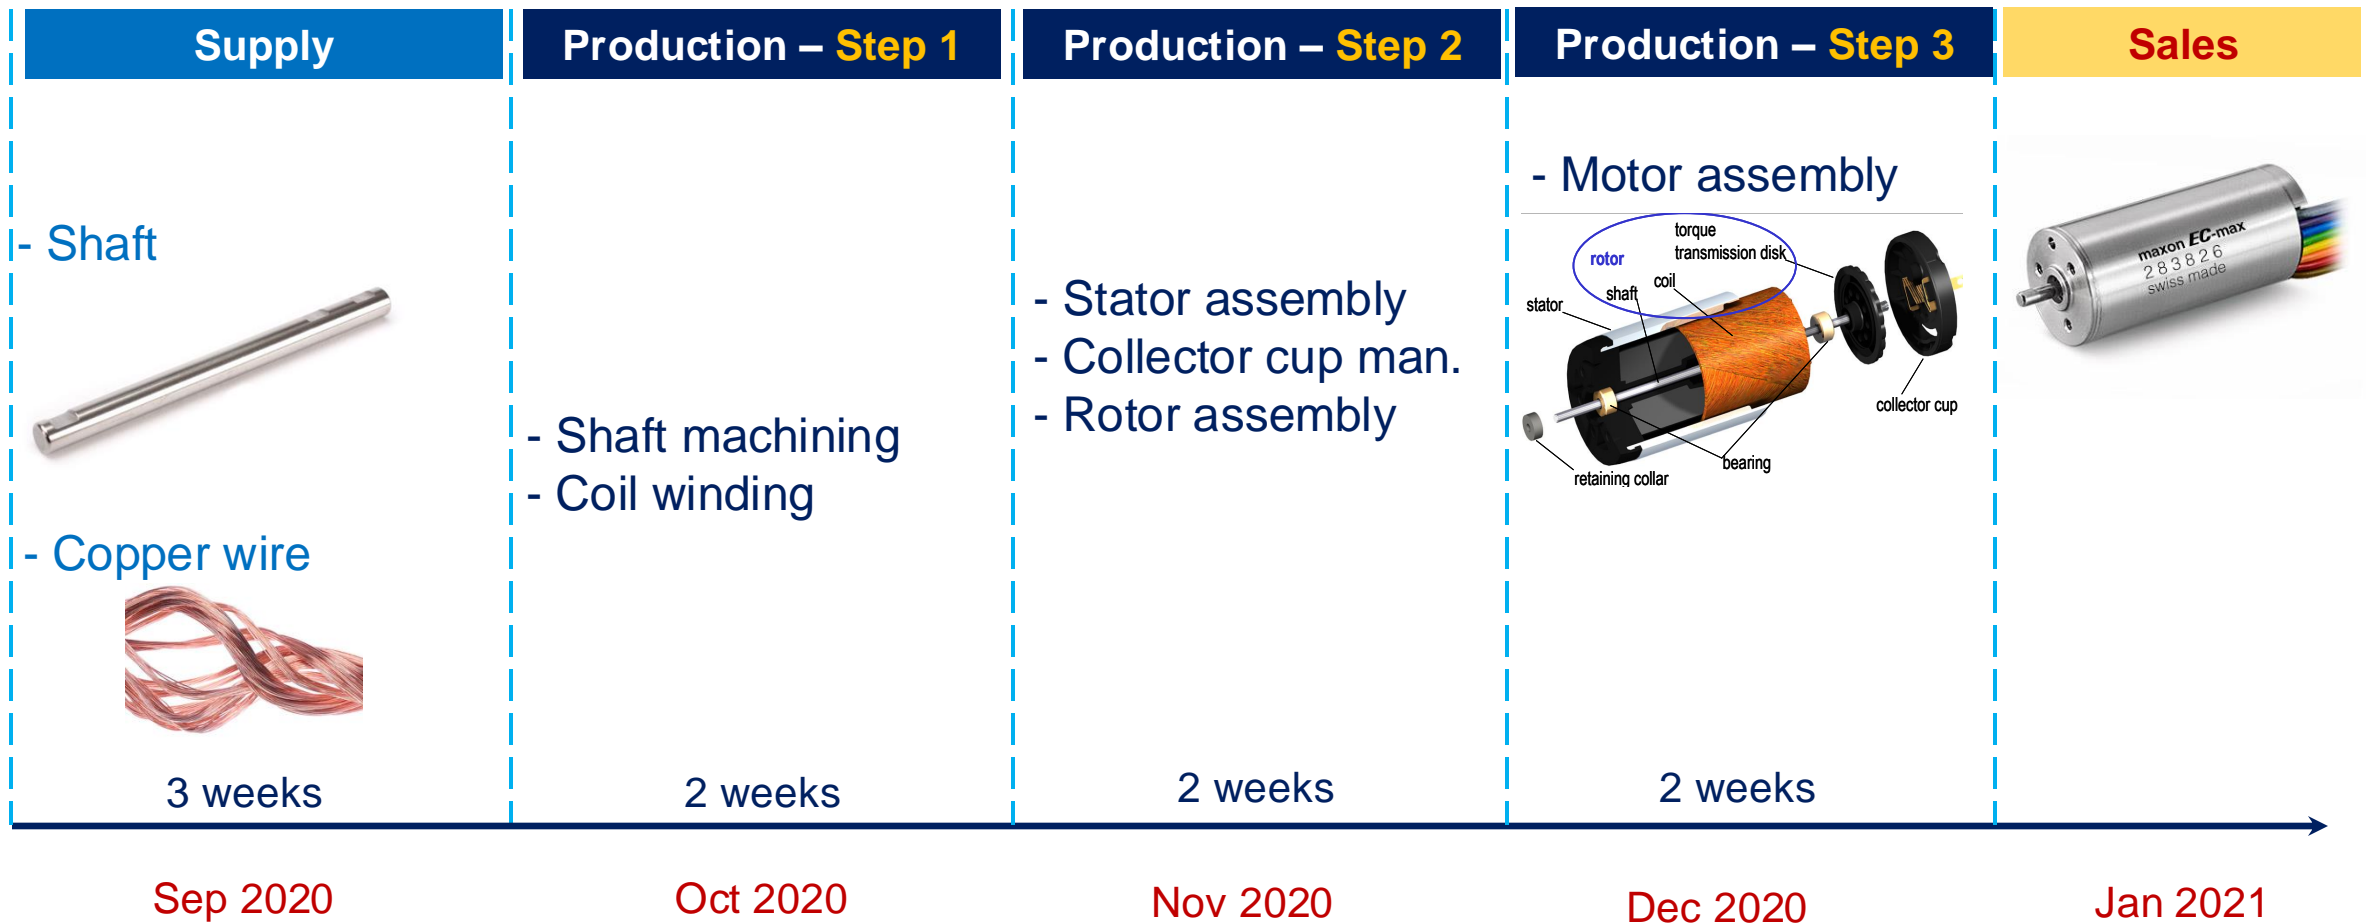 Supply
Production – Step 1
Production – Step 2
Production – Step 3
Sales
- Shaft
- Copper wire
3 weeks
- Shaft machining
- Coil winding
2 weeks
- Stator assembly
- Collector cup man.
- Rotor assembly
2 weeks
- Motor assembly
torque
transmission disk
rotor
coil
shaft
stator
collector cup
bearing
retaining collar
2 weeks
maxon EC-max
283826
swiss made
Sep 2020
Oct 2020
Nov 2020
Dec 2020
Jan 2021